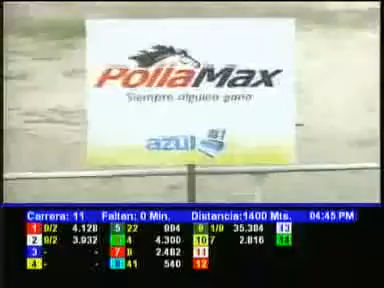 PollaMax
Siempre alguien gana
azul
Carrera: 11 Faltan: 0 Min. Distancia:1400 Mts. 04:45 PM
1 9/2 4.128 5 22 984 9 1/9 35.384 13
2 9/2 3.932 6 4 4.300 10 7 2.816 14
3 - - 7 8 2.482 11
4 - - 8 41 540 12